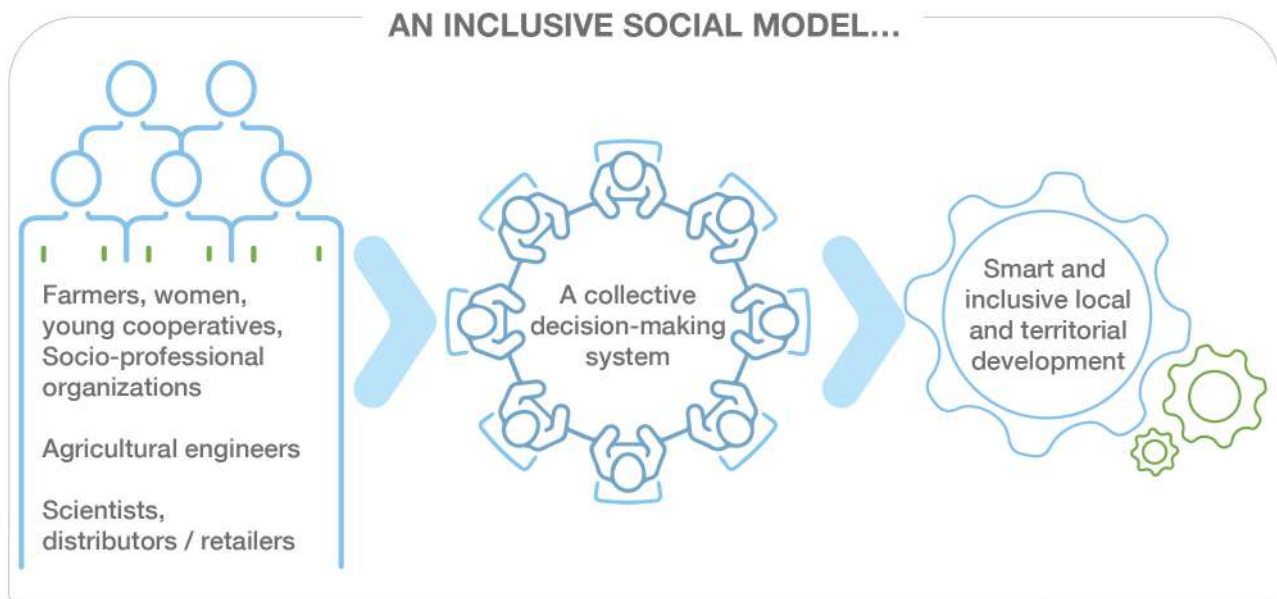 AN INCLUSIVE SOCIAL MODEL...
Farmers, women,
young cooperatives,
Socio-professional
organizations
Agricultural engineers
Scientists,
distributors / retailers
A collective
decision-making
system
Smart and
inclusive local
and territorial
development